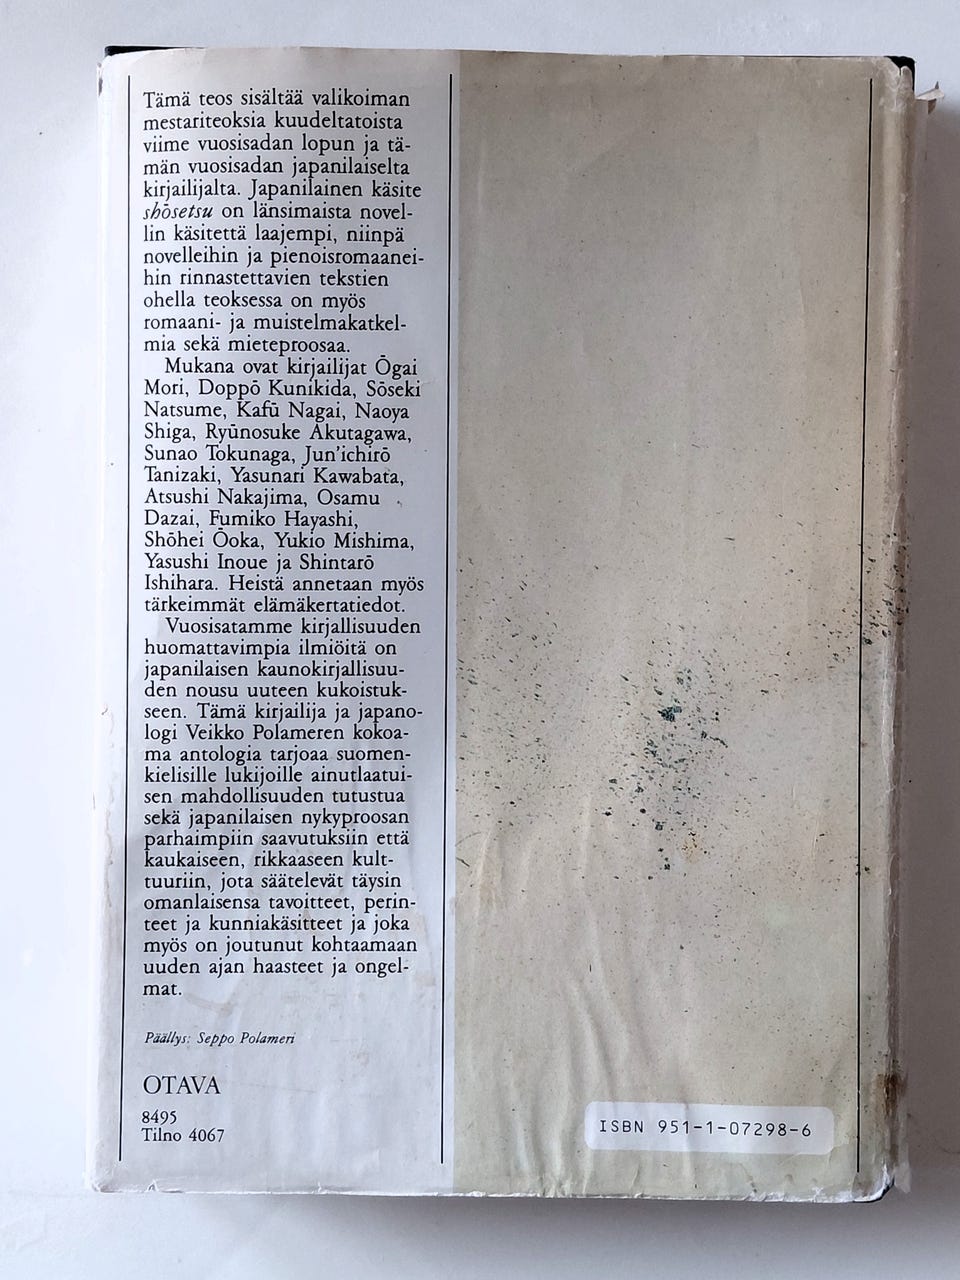 Tämä teos sisältää valikoiman
mestariteoksia kuudeltatoista
viime vuosisadan lopun ja tä-
män vuosisadan japanilaiselta
kirjailijalta. Japanilainen käsite
shōsetsu on länsimaista novel-
lin käsitettä laajempi, niinpä
novelleihin ja pienoisromaanei-
hin rinnastettavien tekstien
ohella teoksessa on myös
romaani- ja muistelmakatkel-
mia sekä mieteproosaa.
Mukana ovat kirjailijat Ōgai
Mori, Doppō Kunikida, Sōseki
Natsume, Kafū Nagai, Naoya
Shiga, Ryūnosuke Akutagawa,
Sunao Tokunaga, Jun'ichirō
Tanizaki, Yasunari Kawabata,
Atsushi Nakajima, Osamu
Dazai, Fumiko Hayashi,
Shōhei Ōoka, Yukio Mishima,
Yasushi Inoue ja Shintarō
Ishihara. Heistä annetaan myös
tärkeimmät elämäkertatiedot.
Vuosisatamme kirjallisuuden
huomattavimpia ilmiöitä on
japanilaisen kaunokirjallisuu-
den nousu uuteen kukoistuk-
seen. Tämä kirjailija ja japano-
logi Veikko Polameren kokoa-
ma antologia tarjoaa suomen-
kielisille lukijoille ainutlaatui-
sen mahdollisuuden tutustua
sekä japanilaisen nykyproosan
parhaimpiin saavutuksiin että
kaukaiseen, rikkaaseen kult-
tuuriin, jota säätelevät täysin
omanlaisensa tavoitteet, perin-
teet ja kunniakäsitteet ja joka
myös on joutunut kohtaamaan
uuden ajan haasteet ja ongel-
mat.
Päällys: Seppo Polameri
OTAVA
8495
Tilno 4067
ISBN 951-1-07298-6